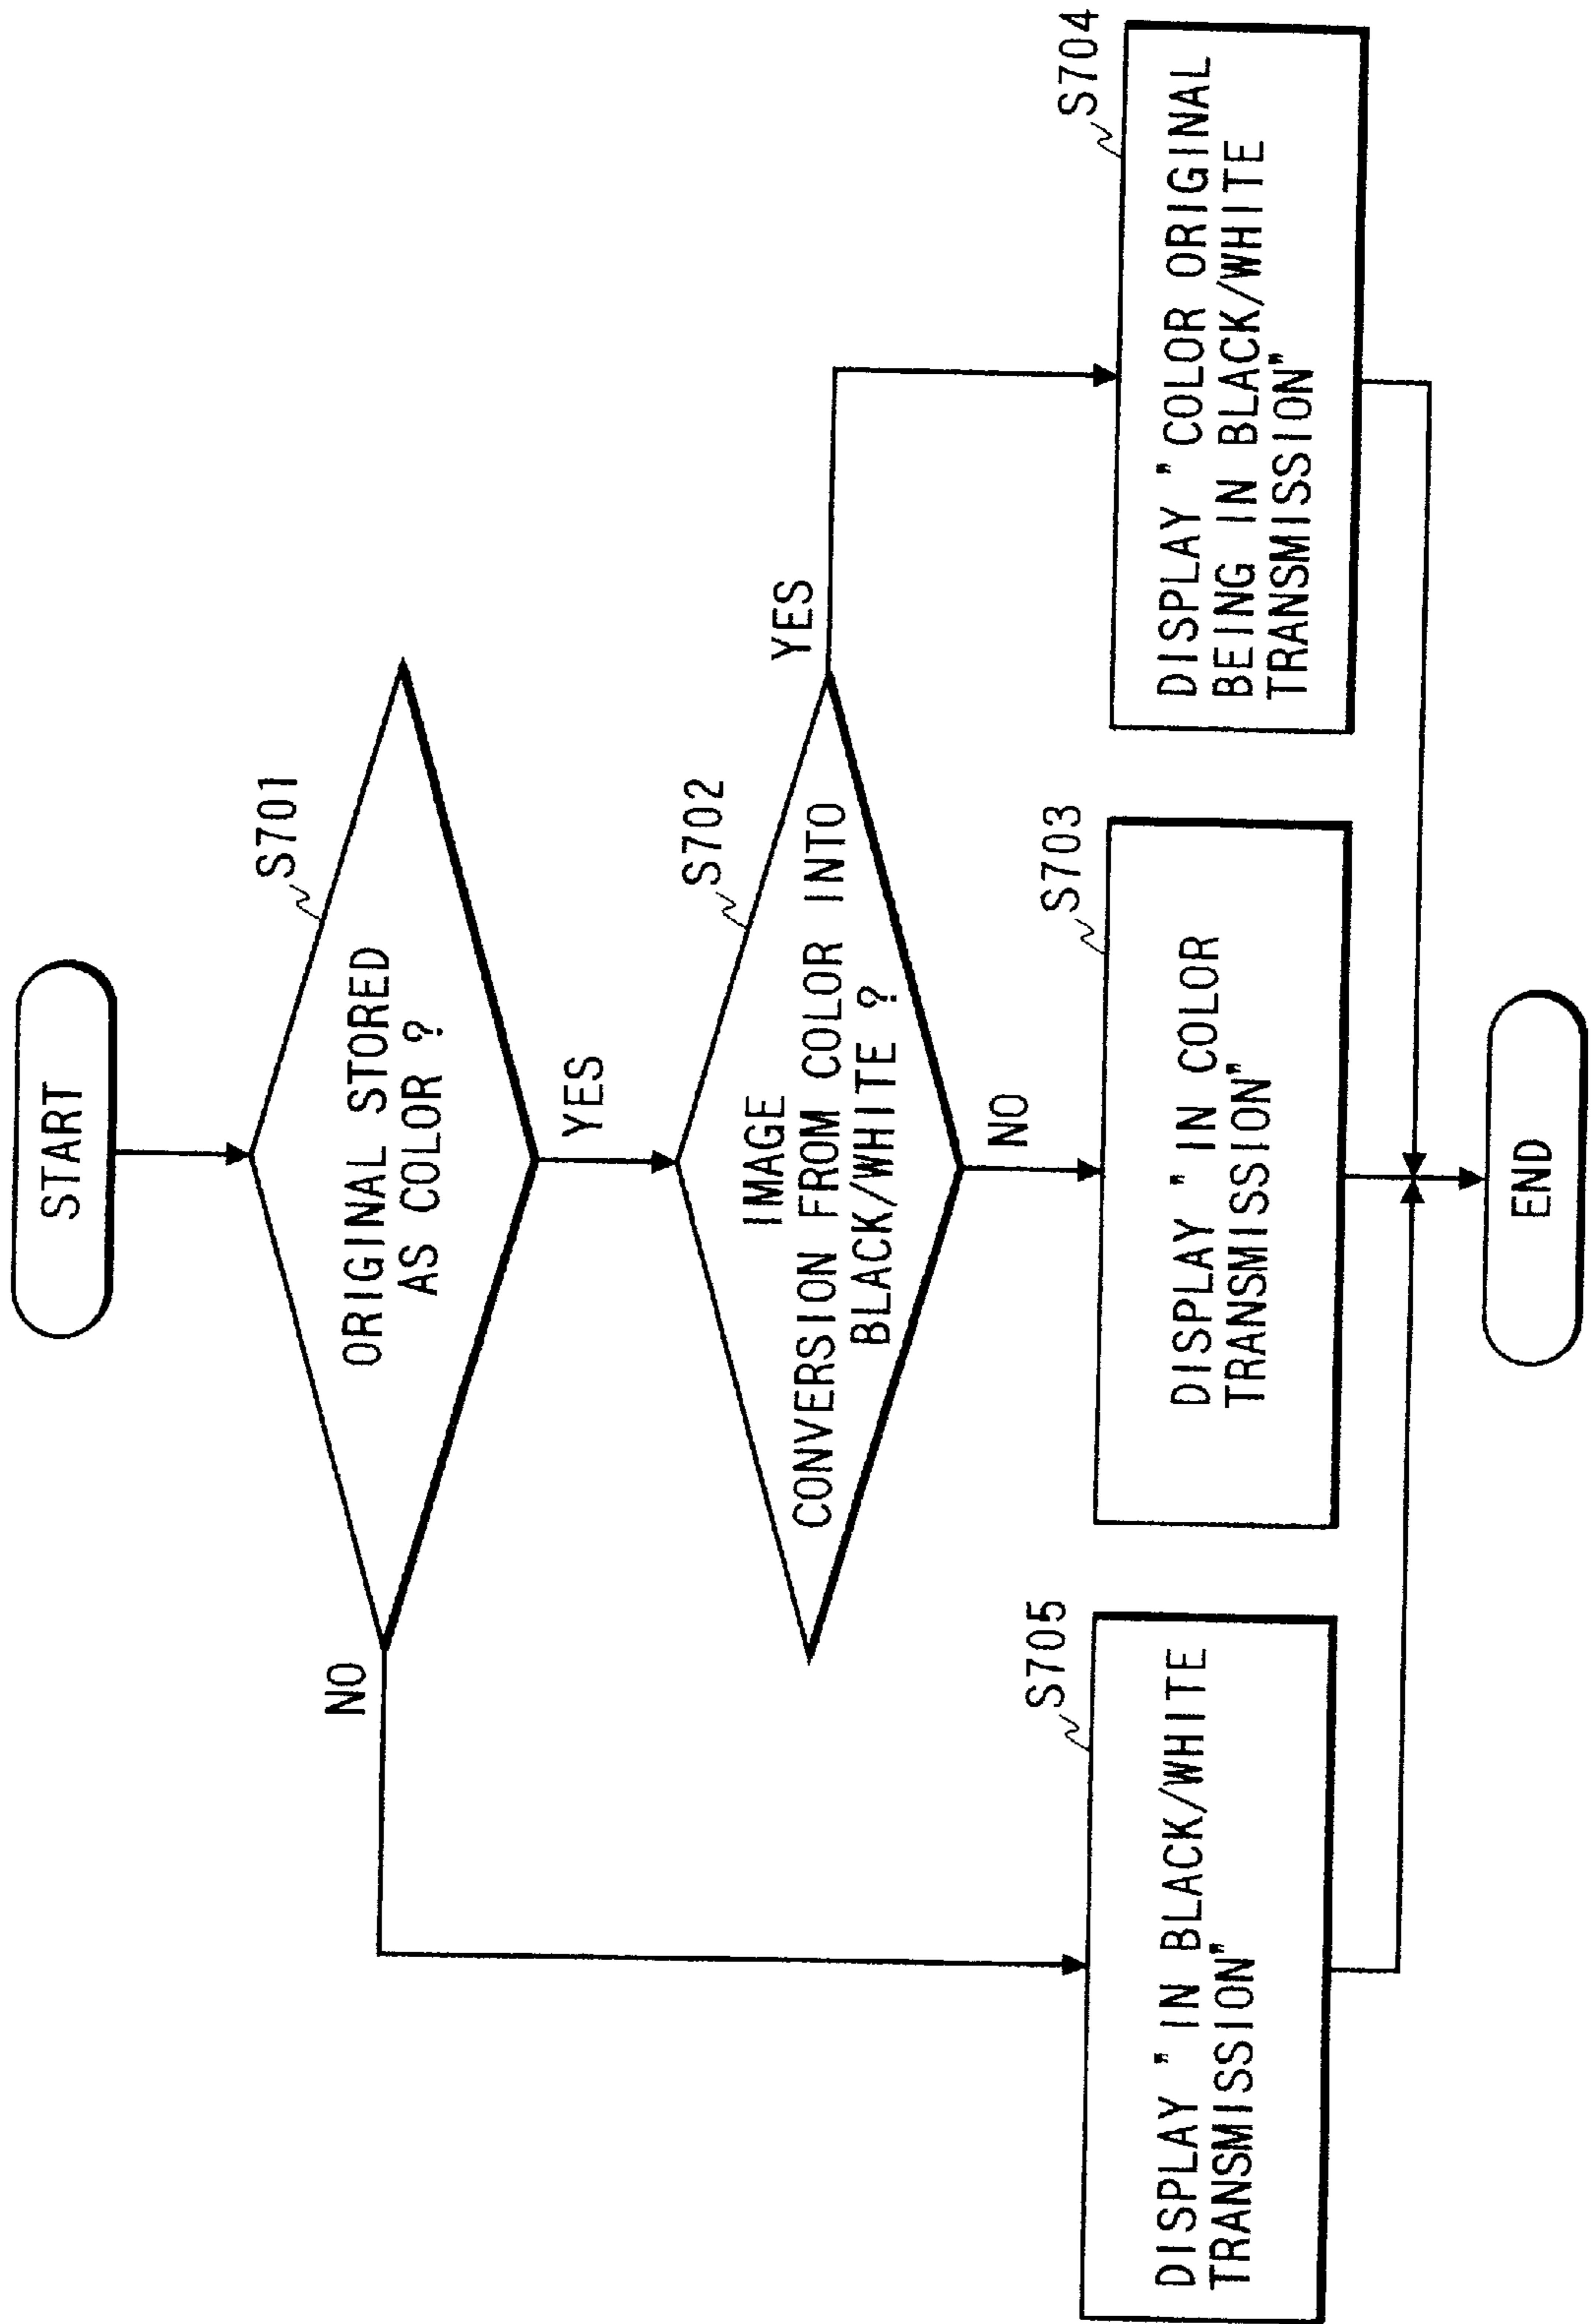 START
S701
ORIGINAL STORED
AS COLOR ?
NO
YES
S702
IMAGE
CONVERSION FROM COLOR INTO
BLACK/WHITE ?
YES
NO
S705
DISPLAY " IN BLACK/WHITE
TRANSMISSION"
S703
DISPLAY " IN COLOR
TRANSMISSION"
S704
DISPLAY " COLOR ORIGINAL
BEING IN BLACK/WHITE
TRANSMISSION"
END